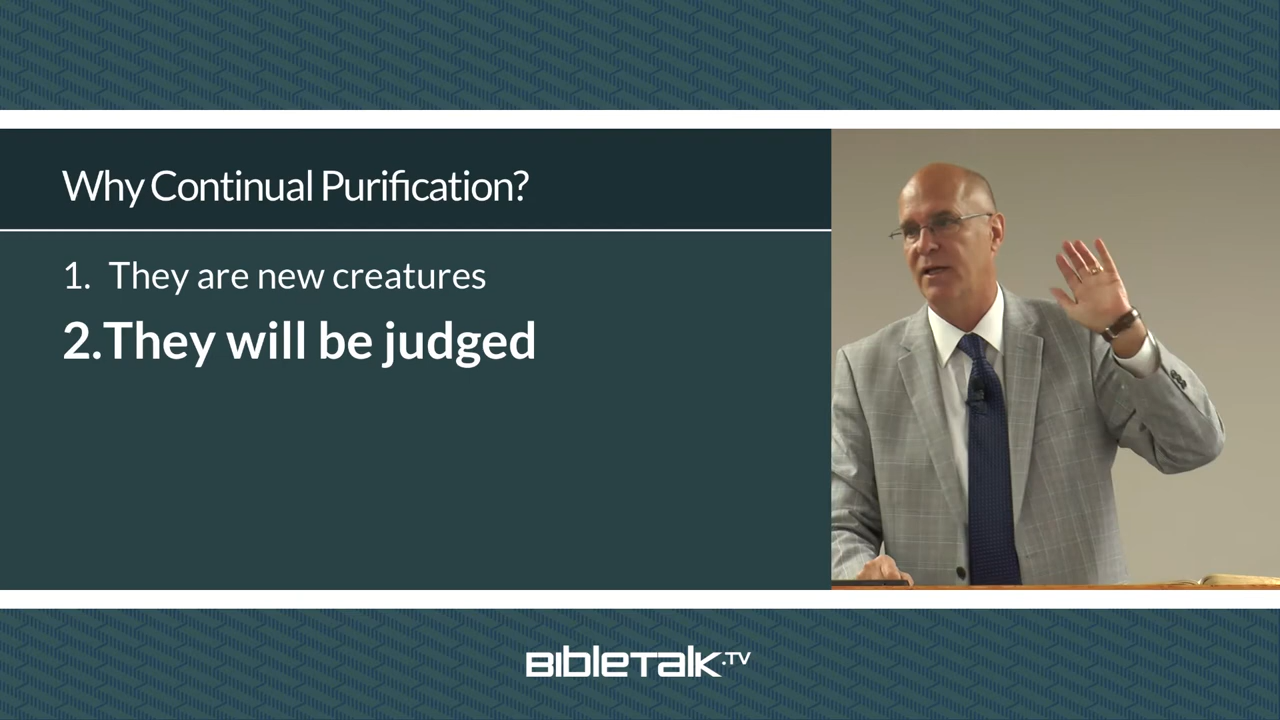 Why Continual Purification?
1. They are new creatures
2.They will be judged
BIBLETALK.TV